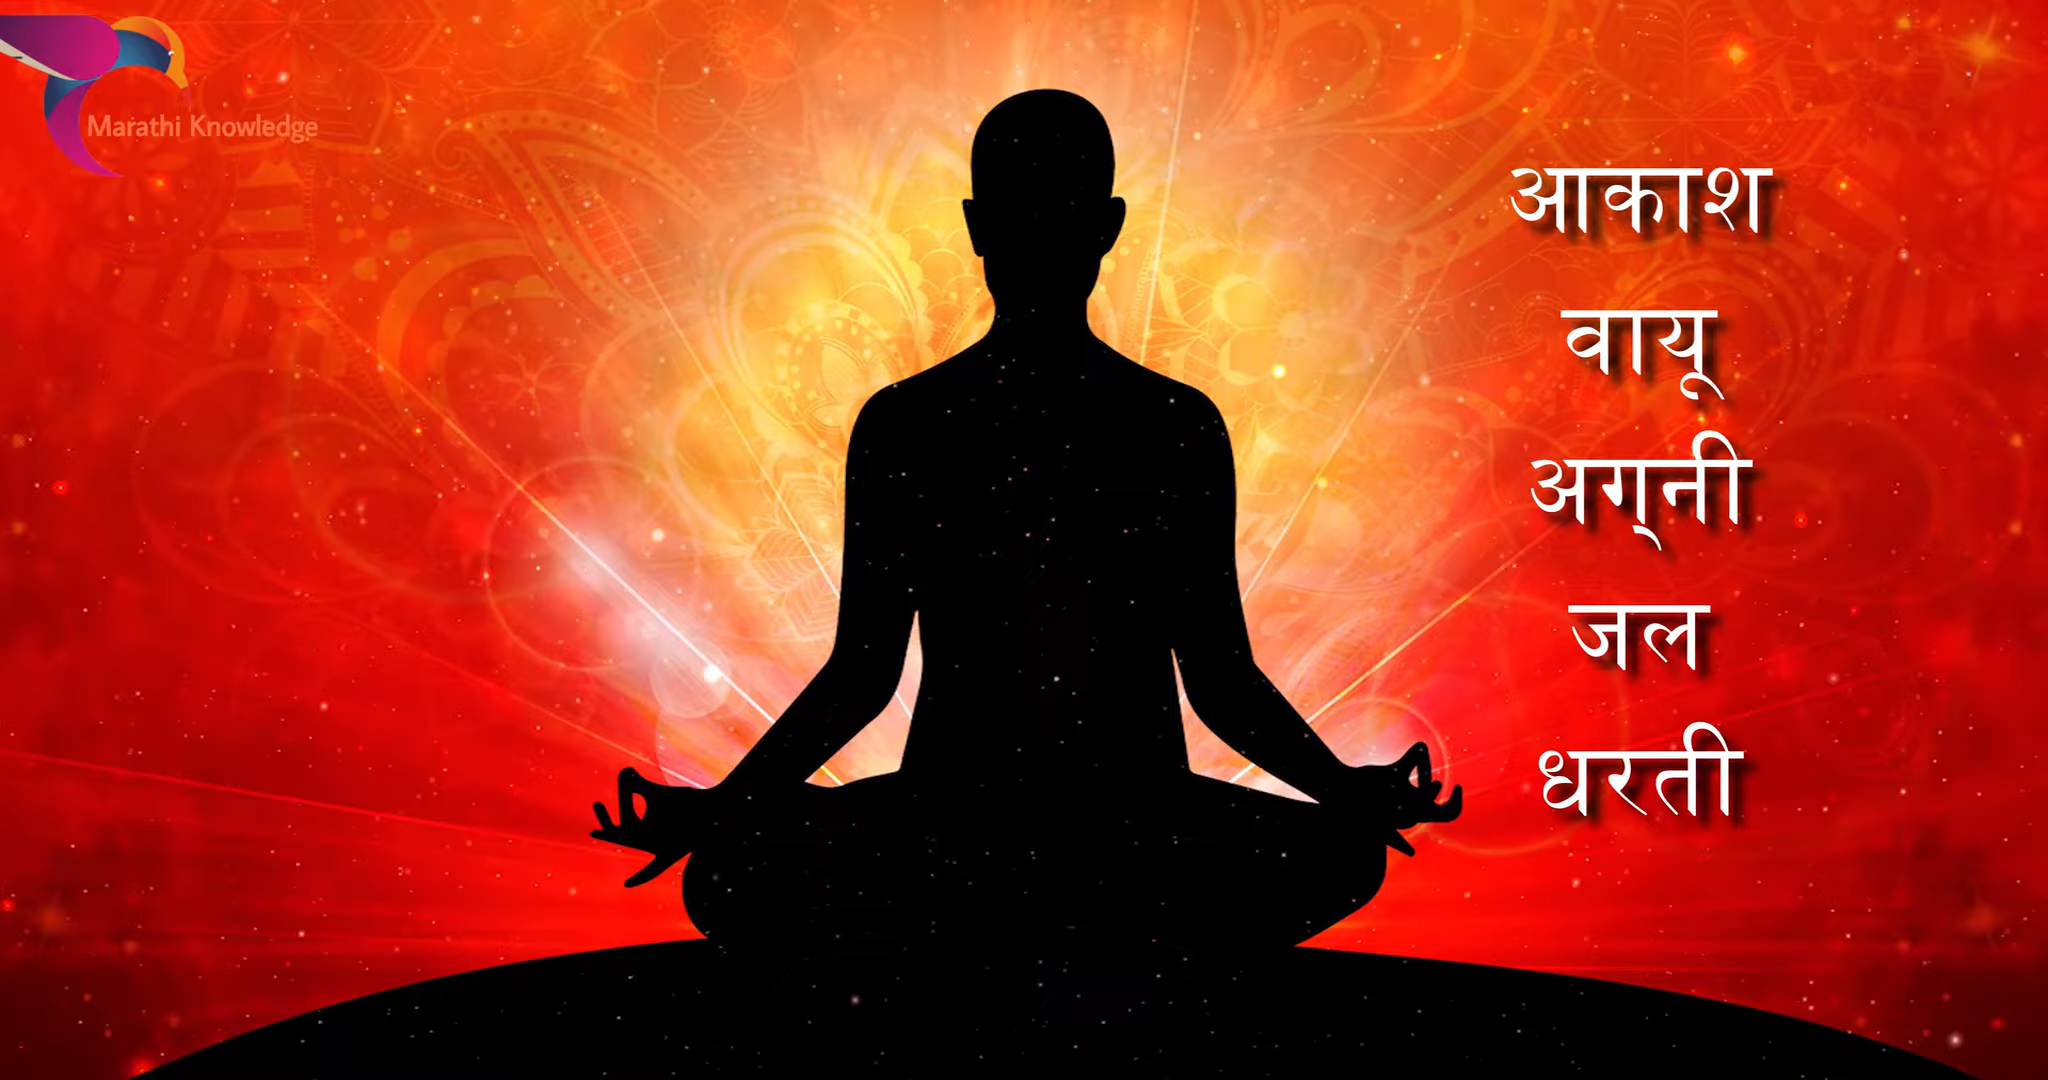 Marathi Knowledge
आकाश
वायू
अग्‌नी
जल
धरती